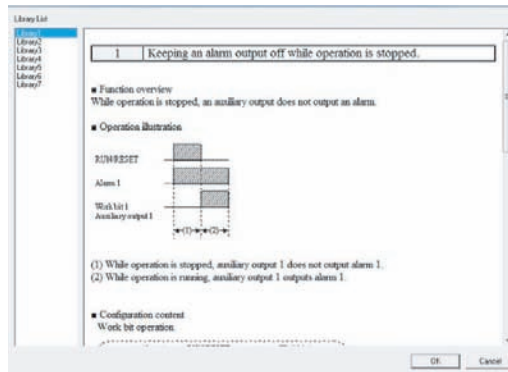 Library List
Library1
Library2
Library3
Library4
Library5
Library6
Library7
1 Keeping an alarm output off while operation is stopped.
■ Function overview
While operation is stopped, an auxiliary output does not output an alarm.
■ Operation illustration
RUN/RESET
Alarm 1
Work bit 1
Auxiliary output 1
(1) (2)
(1) While operation is stopped, auxiliary output 1 does not output alarm 1.
(2) While operation is running, auxiliary output 1 outputs alarm 1.
■ Configuration content
Work bit operation.
OK
Cancel